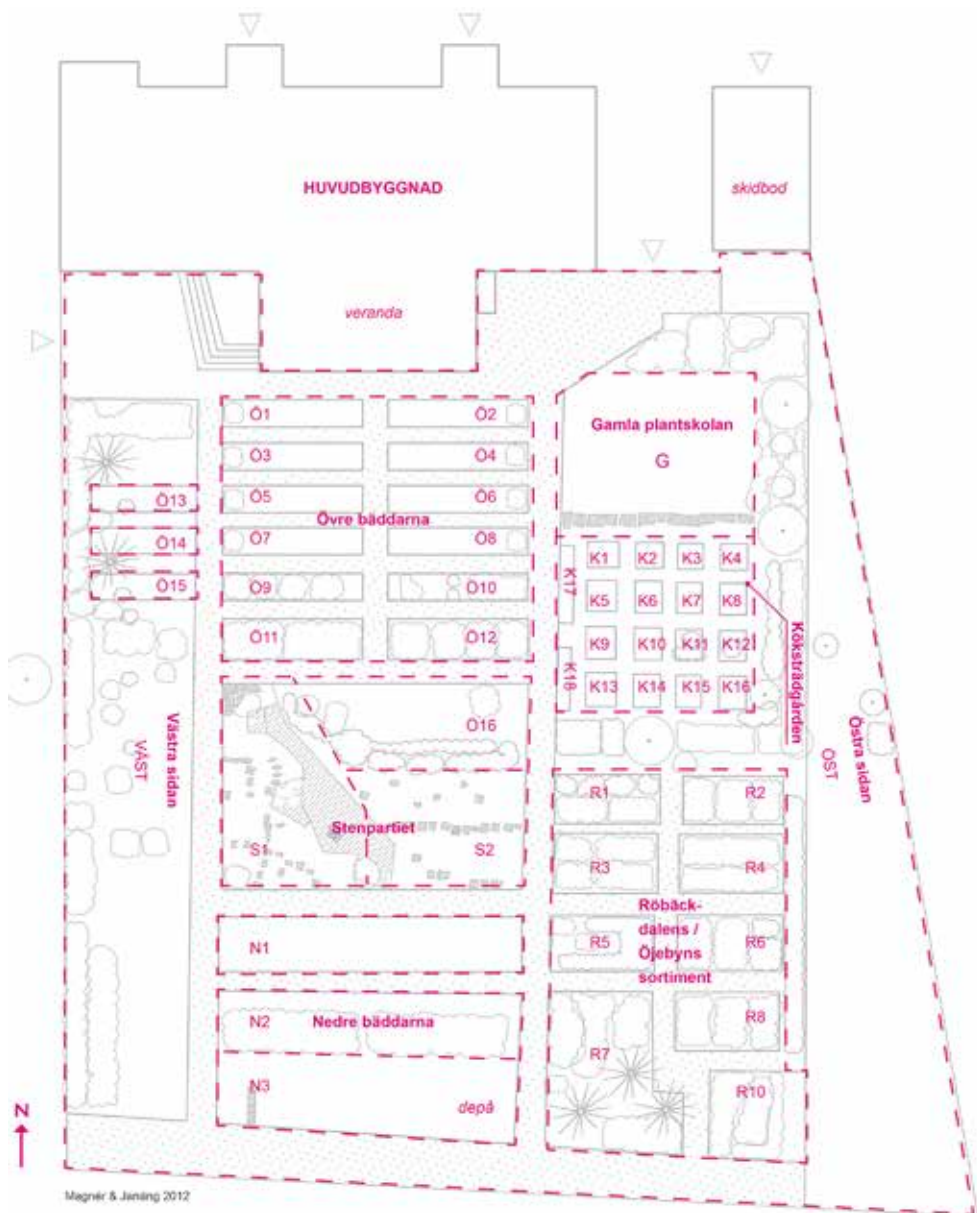 HUVUDBYGGNAD
skidbod
veranda
Ö1
Ö2
Gamla plantskolan
G
Ö3
Ö4
Ö13
Ö5
Ö6
Övre bäddarna
Ö14
Ö7
Ö8
K1 K2 K3 K4
K17
Ö15
Ö9
Ö10
K5 K6 K7 K8
Ö11
Ö12
K9 K10 K11 K12
K18
K13 K14 K15 K16
Köksträdgården
Västra sidan
VÄST
Ö16
ÖST
Östra sidan
Stenpartiet
S1
S2
R1
R2
R3
R4
Röbäck-
dalens /
Öjebyns
sortiment
R5
R6
N1
N2
Nedre bäddarna
R8
R7
N3
depå
R10
N
Magnér & Janäng 2012